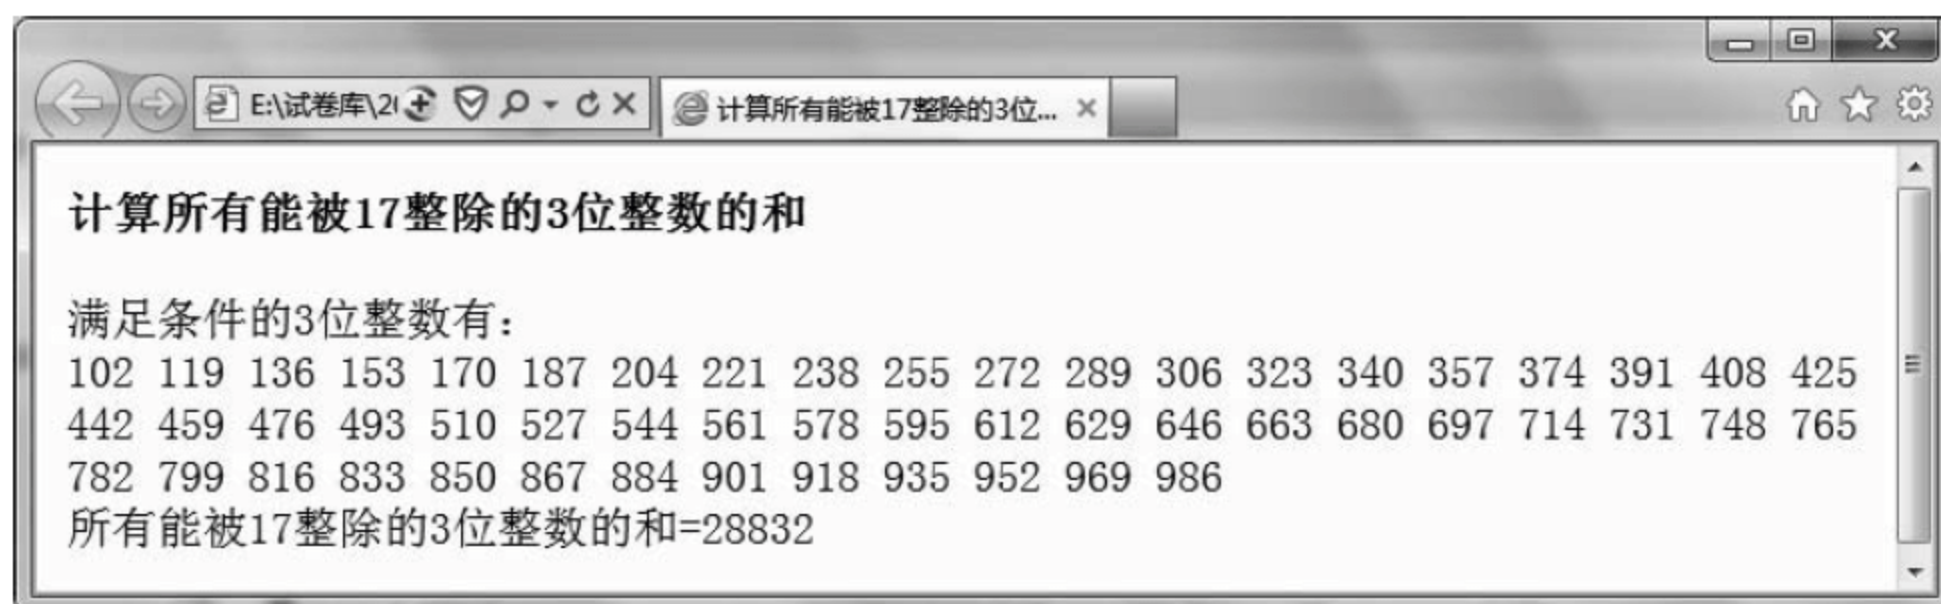 E:\试卷库\2
计算所有能被17整除的3位...
计算所有能被17整除的3位整数的和
满足条件的3位整数有：
102 119 136 153 170 187 204 221 238 255 272 289 306 323 340 357 374 391 408 425
442 459 476 493 510 527 544 561 578 595 612 629 646 663 680 697 714 731 748 765
782 799 816 833 850 867 884 901 918 935 952 969 986
所有能被17整除的3位整数的和=28832